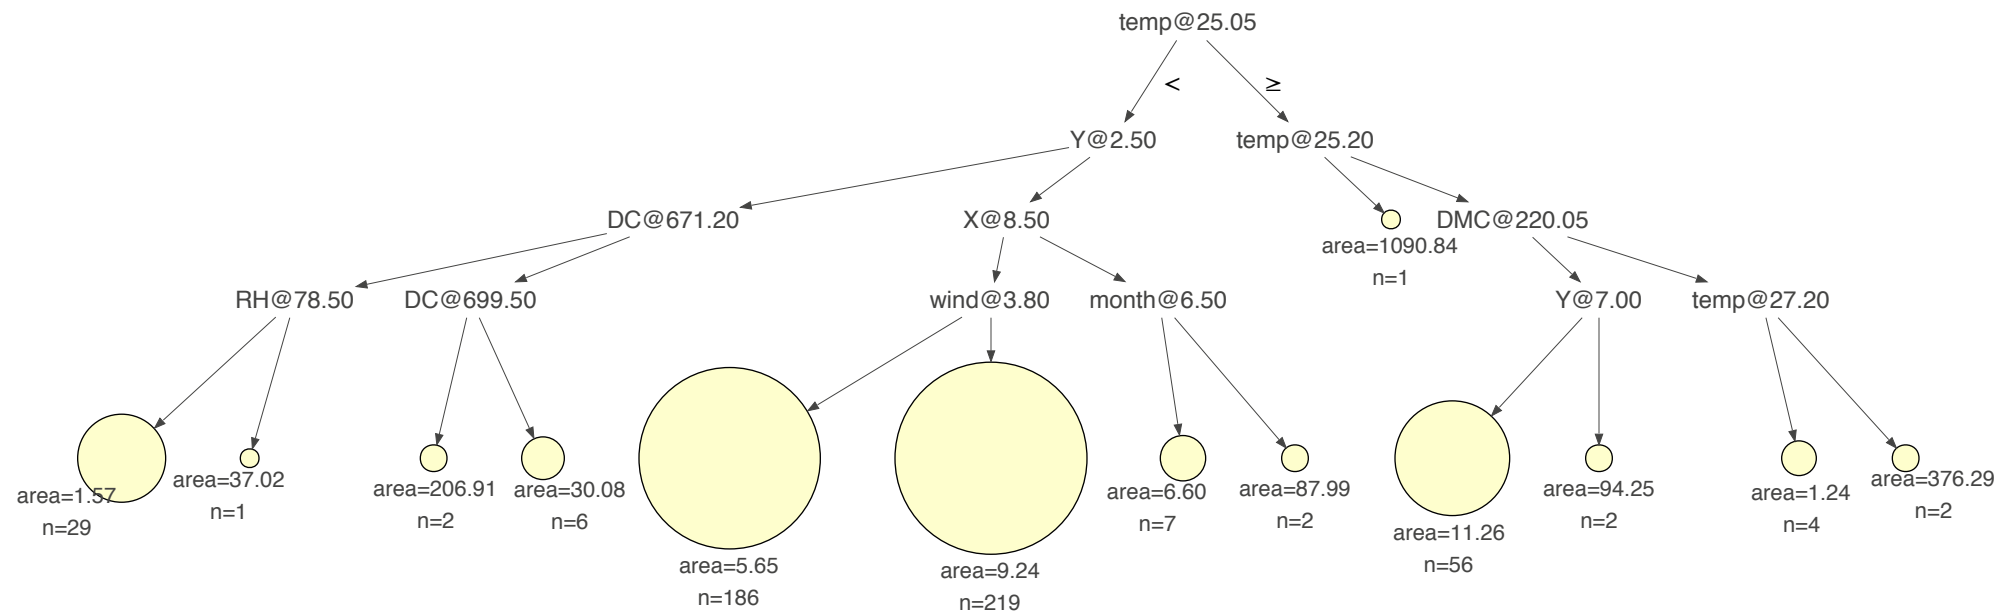 temp@25.05
<
≥
Y@2.50
temp@25.20
DC@671.20
X@8.50
area=1090.84
n=1
DMC@220.05
RH@78.50
DC@699.50
wind@3.80
month@6.50
Y@7.00
temp@27.20
area=1.57
n=29
area=37.02
n=1
area=206.91
n=2
area=30.08
n=6
area=5.65
n=186
area=9.24
n=219
area=6.60
n=7
area=87.99
n=2
area=11.26
n=56
area=94.25
n=2
area=1.24
n=4
area=376.29
n=2